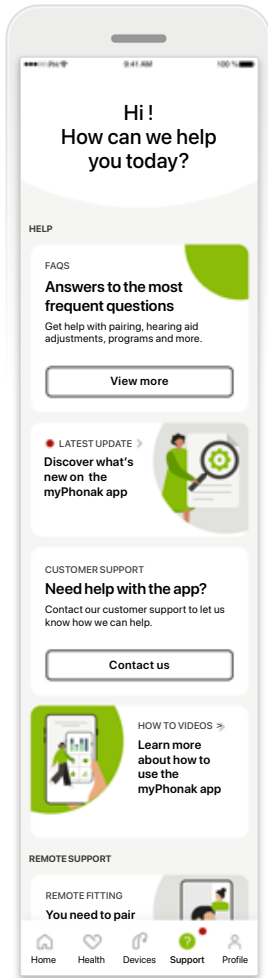 9:41 AM
100 %
Hi !
How can we help
you today?
HELP
FAQS
Answers to the most
frequent questions
Get help with pairing, hearing aid
adjustments, programs and more.
View more
LATEST UPDATE >
Discover what's
new on the
myPhonak app
CUSTOMER SUPPORT
Need help with the app?
Contact our customer support to let us
know how we can help.
Contact us
HOW TO VIDEOS >
Learn more
about how to
use the
myPhonak app
REMOTE SUPPORT
REMOTE FITTING
You need to pair
Home Health Devices Support Profile